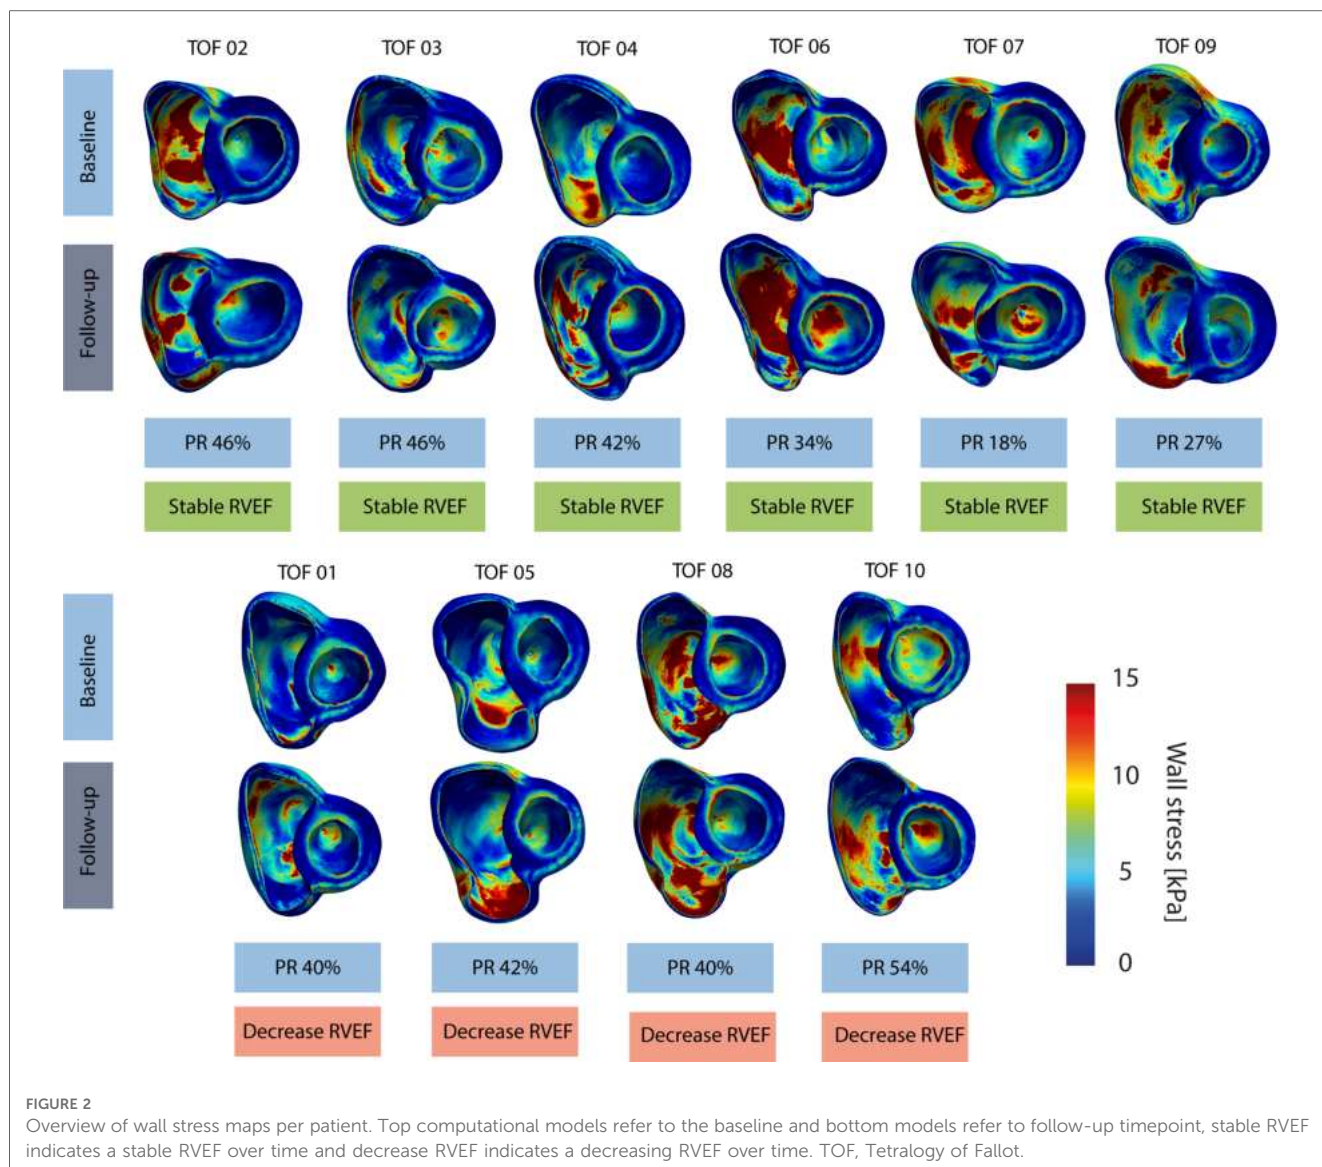 TOF 02 TOF 03 TOF 04 TOF 06 TOF 07 TOF 09
Baseline
Follow-up
PR 46% PR 46% PR 42% PR 34% PR 18% PR 27%
Stable RVEF Stable RVEF Stable RVEF Stable RVEF Stable RVEF Stable RVEF
TOF 01 TOF 05 TOF 08 TOF 10
Baseline
Follow-up
15
10
5
0
Wall stress [kPa]
PR 40% PR 42% PR 40% PR 54%
Decrease RVEF Decrease RVEF Decrease RVEF Decrease RVEF
FIGURE 2
Overview of wall stress maps per patient. Top computational models refer to the baseline and bottom models refer to follow-up timepoint, stable RVEF
indicates a stable RVEF over time and decrease RVEF indicates a decreasing RVEF over time. TOF, Tetralogy of Fallot.